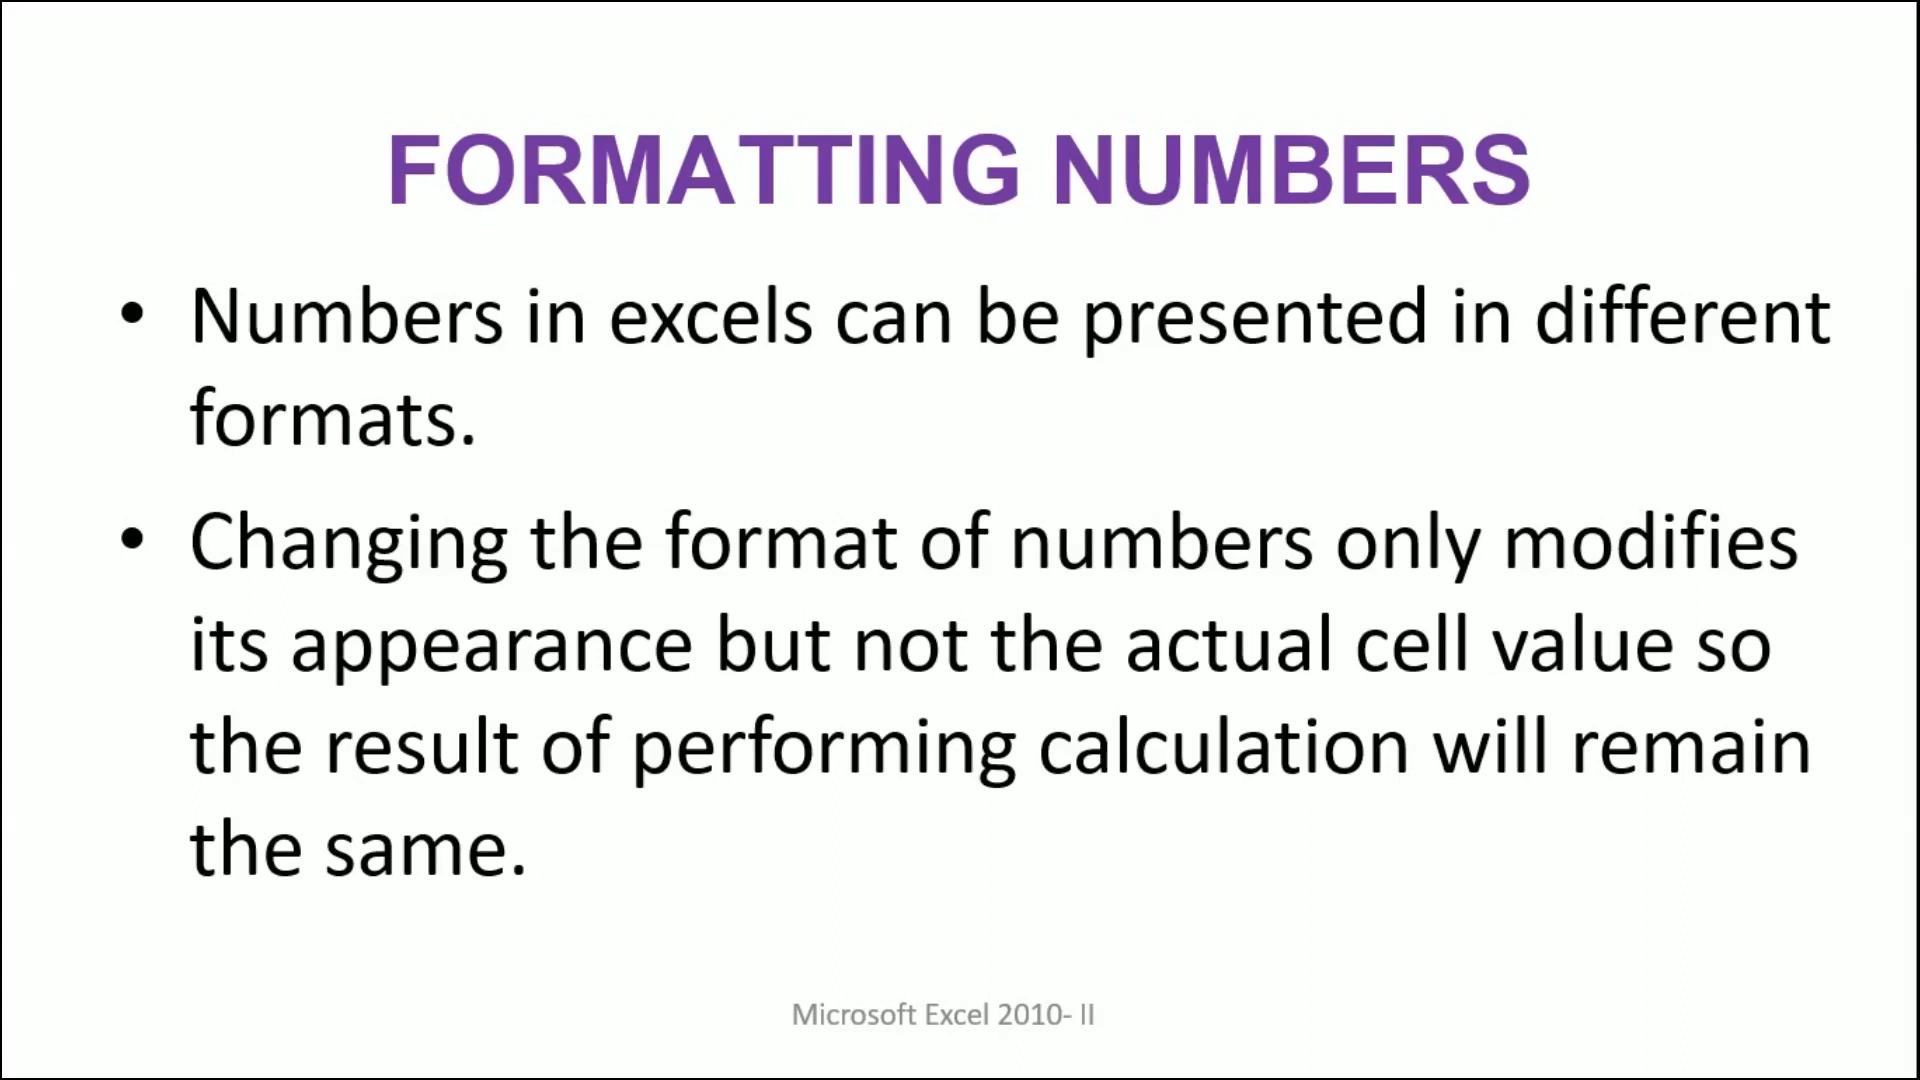 FORMATTING NUMBERS
• Numbers in excels can be presented in different
formats.
• Changing the format of numbers only modifies
its appearance but not the actual cell value so
the result of performing calculation will remain
the same.
Microsoft Excel 2010- II